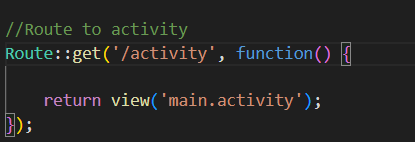 //Route to activity
Route::get('/activity', function() {
return view('main.activity');
});